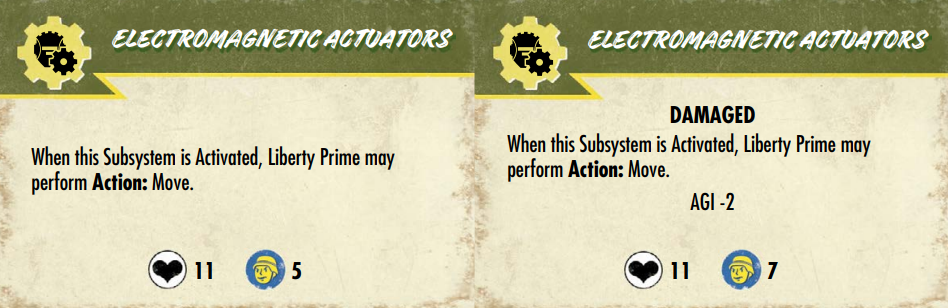 ELECTROMAGNETIC ACTUATORS
When this Subsystem is Activated, Liberty Prime may
perform Action: Move.
11 5
ELECTROMAGNETIC ACTUATORS
DAMAGED
When this Subsystem is Activated, Liberty Prime may
perform Action: Move.
AGI -2
11 7